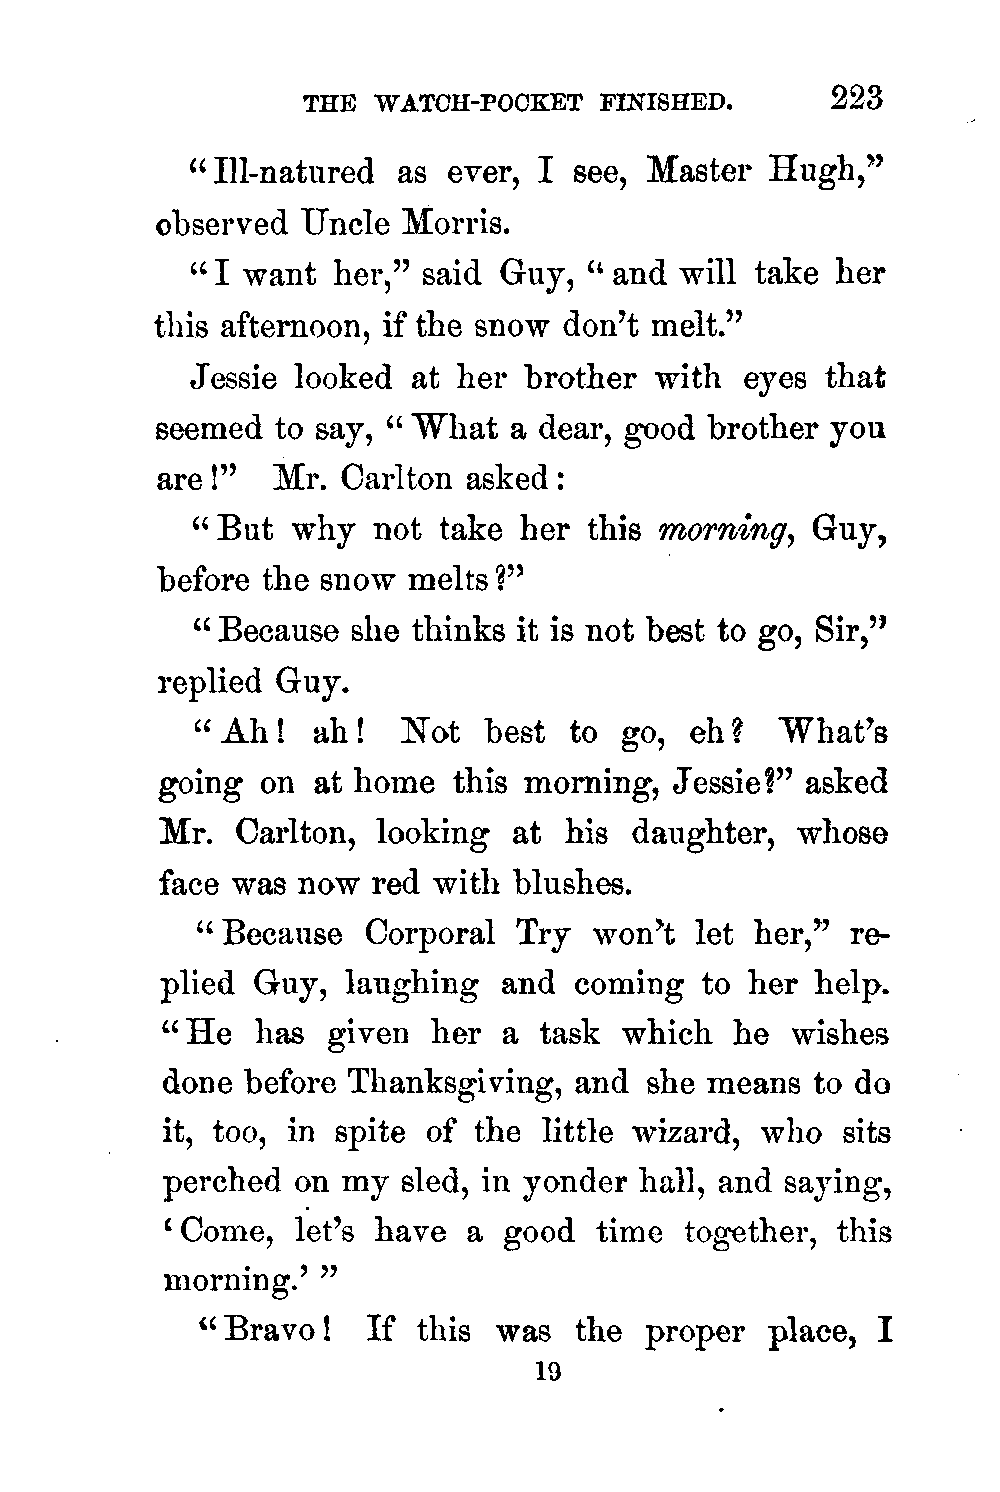 THE WATCH-POCKET FINISHED. 223
"Ill-natured as ever, I see, Master Hugh,"
observed Uncle Morris.
"I want her," said Guy, "and will take her
this afternoon, if the snow don't melt."
Jessie looked at her brother with eyes that
seemed to say, "What a dear, good brother you
are!" Mr. Carlton asked:
"But why not take her this morning, Guy,
before the snow melts?"
"Because she thinks it is not best to go, Sir,"
replied Guy.
"Ah! ah! Not best to go, eh? What's
going on at home this morning, Jessie?" asked
Mr. Carlton, looking at his daughter, whose
face was now red with blushes.
"Because Corporal Try won't let her," re-
plied Guy, laughing and coming to her help.
"He has given her a task which he wishes
done before Thanksgiving, and she means to do
it, too, in spite of the little wizard, who sits
perched on my sled, in yonder hall, and saying,
'Come, let's have a good time together, this
morning.'"
"Bravo! If this was the proper place, I
19